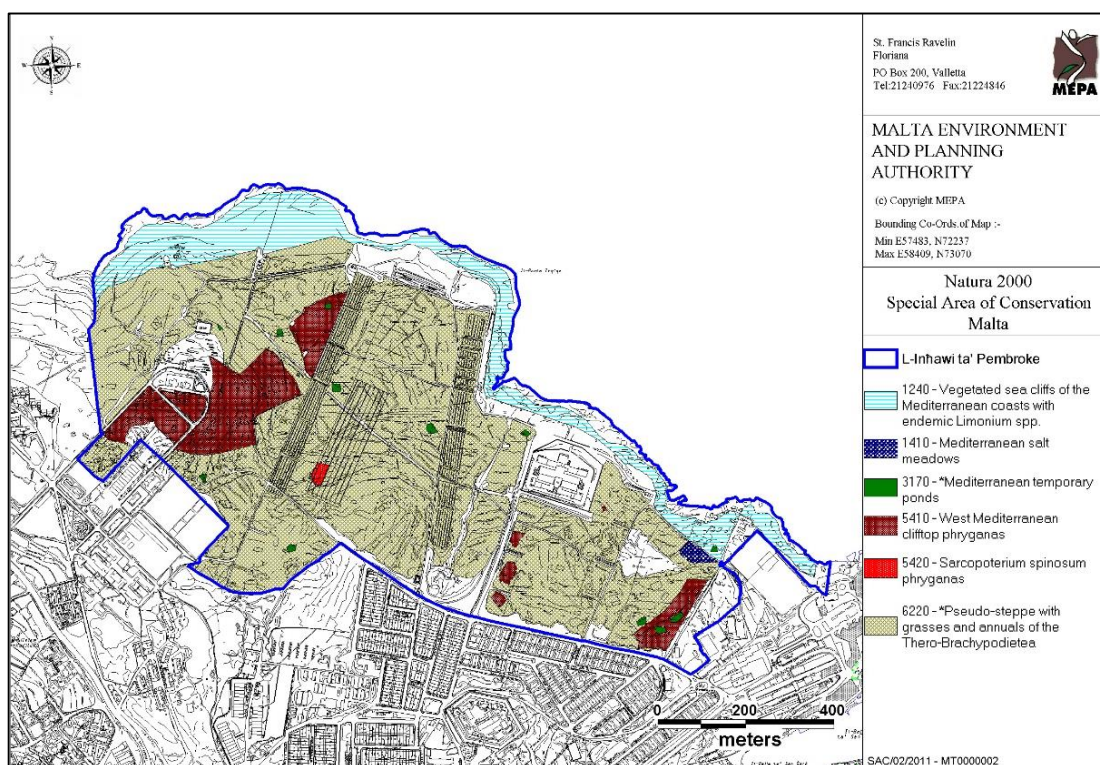 N
W
E
S
St. Francis Ravelin
Floriana
PO Box 200, Valletta
Tel:21240976 Fax:21224846
MEPA
MALTA ENVIRONMENT
AND PLANNING
AUTHORITY
(c) Copyright MEPA
Bounding Co-Ords of Map :-
Min E57483, N72237
Max E58409, N73070
Natura 2000
Special Area of Conservation
Malta
L-Inħawi ta' Pembroke
1240 - Vegetated sea cliffs of the
Mediterranean coasts with
endemic Limonium spp.
1410 - Mediterranean salt
meadows
3170 - *Mediterranean temporary
ponds
5410 - West Mediterranean
clifftop phryganas
5420 - Sarcopoterium spinosum
phryganas
6220 - *Pseudo-steppe with
grasses and annuals of the
Thero-Brachypodietea
0 200 400
meters
SAC/02/2011 - MT0000002